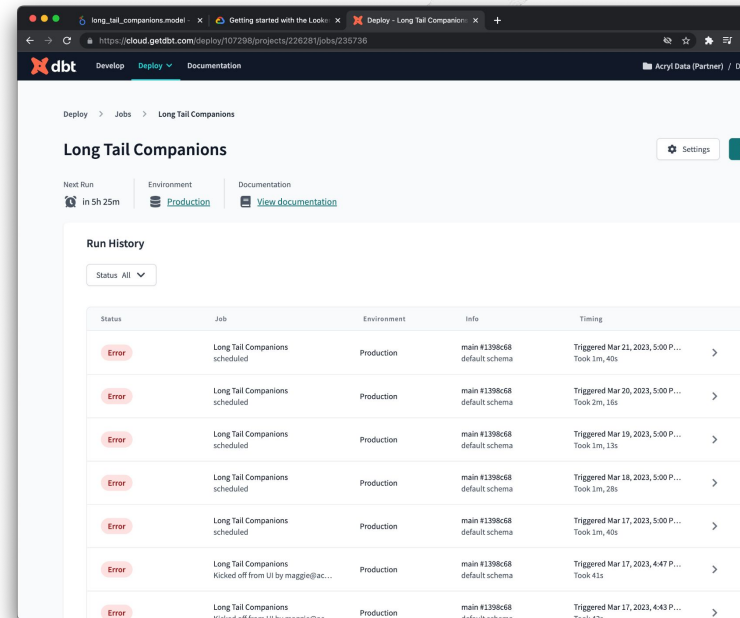 long_tail_companions.model -
Getting started with the Looker
Deploy - Long Tail Companions
https://cloud.getdbt.com/deploy/107298/projects/226281/jobs/235736
dbt
Develop
Deploy
Documentation
Acryl Data (Partner) / D
Deploy > Jobs > Long Tail Companions
Long Tail Companions
Settings
Next Run
Environment
Documentation
in 5h 25m
Production
View documentation
Run History
Status All
Status Job Environment Info Timing
Error
Long Tail Companions
scheduled
Production
main #1398c68
default schema
Triggered Mar 21, 2023, 5:00 P...
Took 1m, 40s
Error
Long Tail Companions
scheduled
Production
main #1398c68
default schema
Triggered Mar 20, 2023, 5:00 P...
Took 2m, 16s
Error
Long Tail Companions
scheduled
Production
main #1398c68
default schema
Triggered Mar 19, 2023, 5:00 P...
Took 1m, 13s
Error
Long Tail Companions
scheduled
Production
main #1398c68
default schema
Triggered Mar 18, 2023, 5:00 P...
Took 1m, 28s
Error
Long Tail Companions
scheduled
Production
main #1398c68
default schema
Triggered Mar 17, 2023, 5:00 P...
Took 1m, 40s
Error
Long Tail Companions
Kicked off from UI by maggie@ac...
Production
main #1398c68
default schema
Triggered Mar 17, 2023, 4:47 P...
Took 41s
Error
Long Tail Companions
Production
main #1398c68
Triggered Mar 17, 2023, 4:43 P...